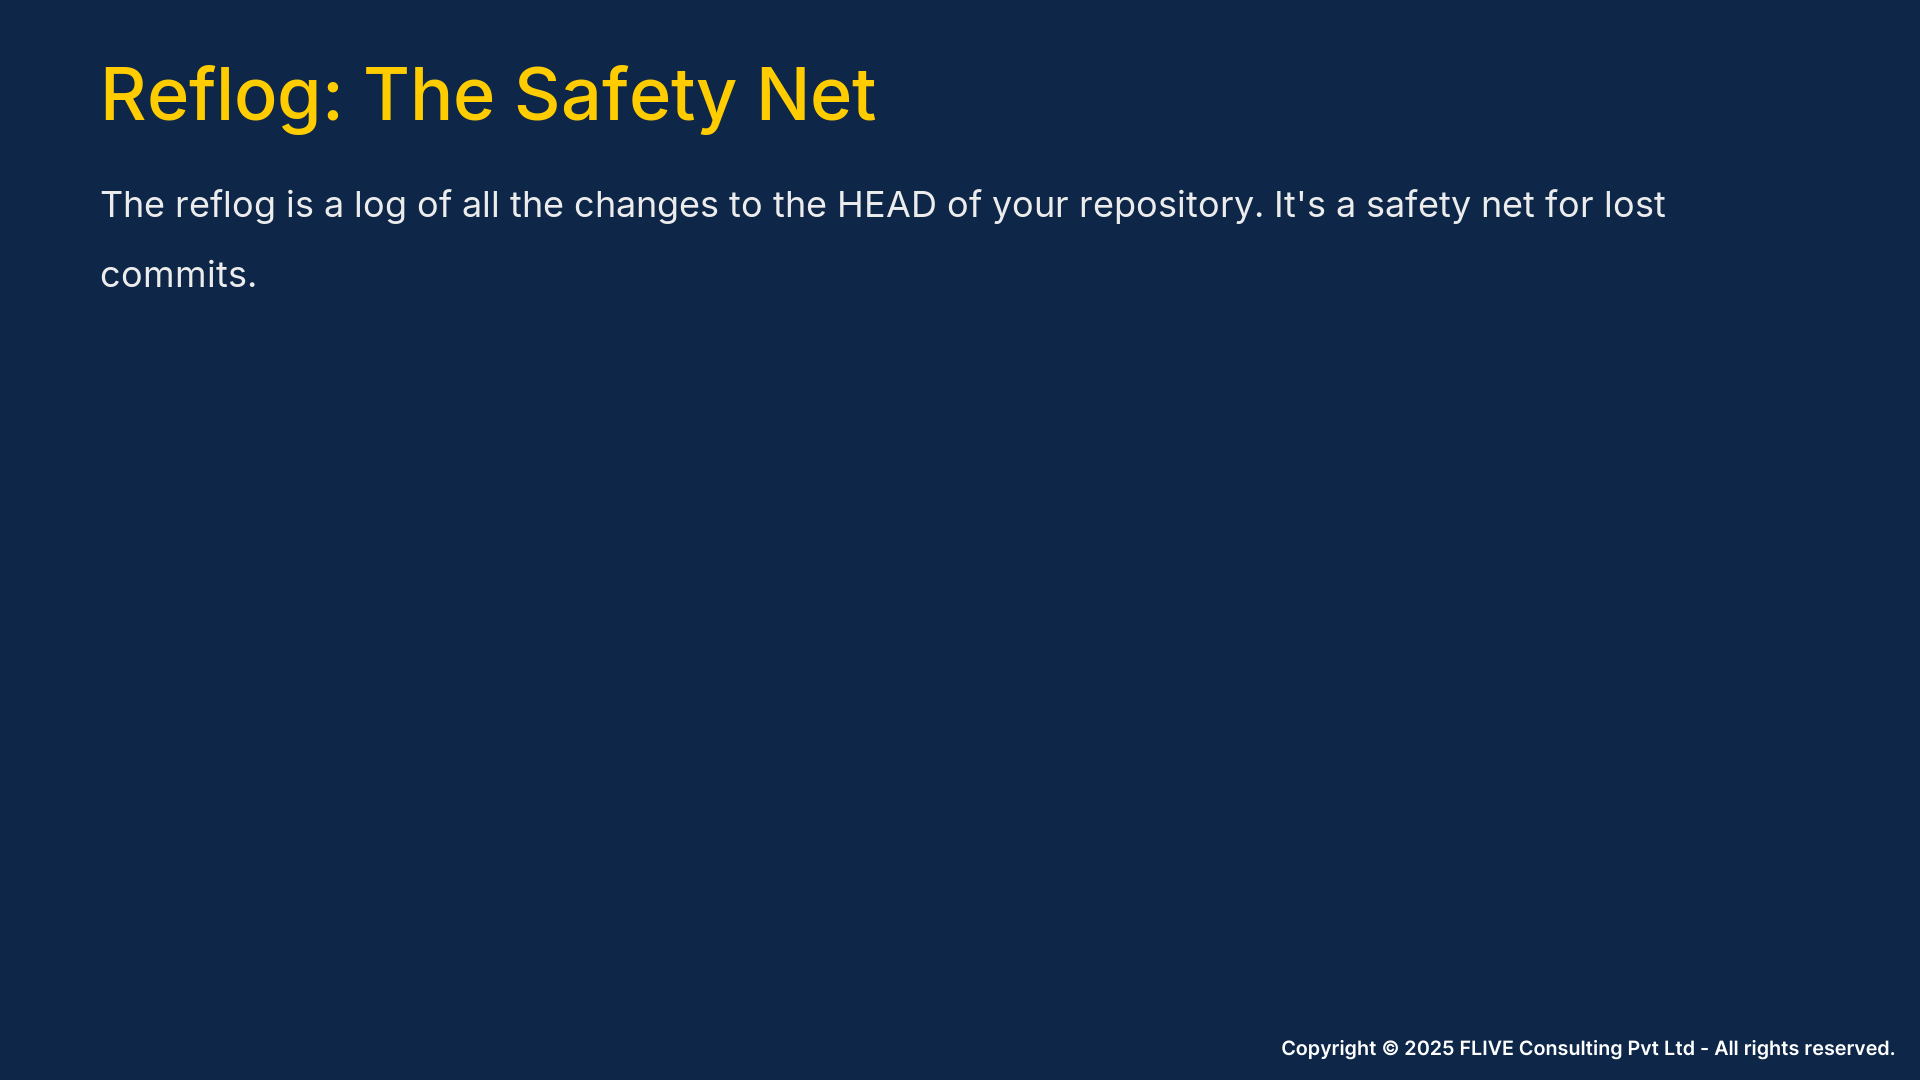 Reflog: The Safety Net
The reflog is a log of all the changes to the HEAD of your repository. It's a safety net for lost
commits.
Copyright © 2025 FLIVE Consulting Pvt Ltd - All rights reserved.